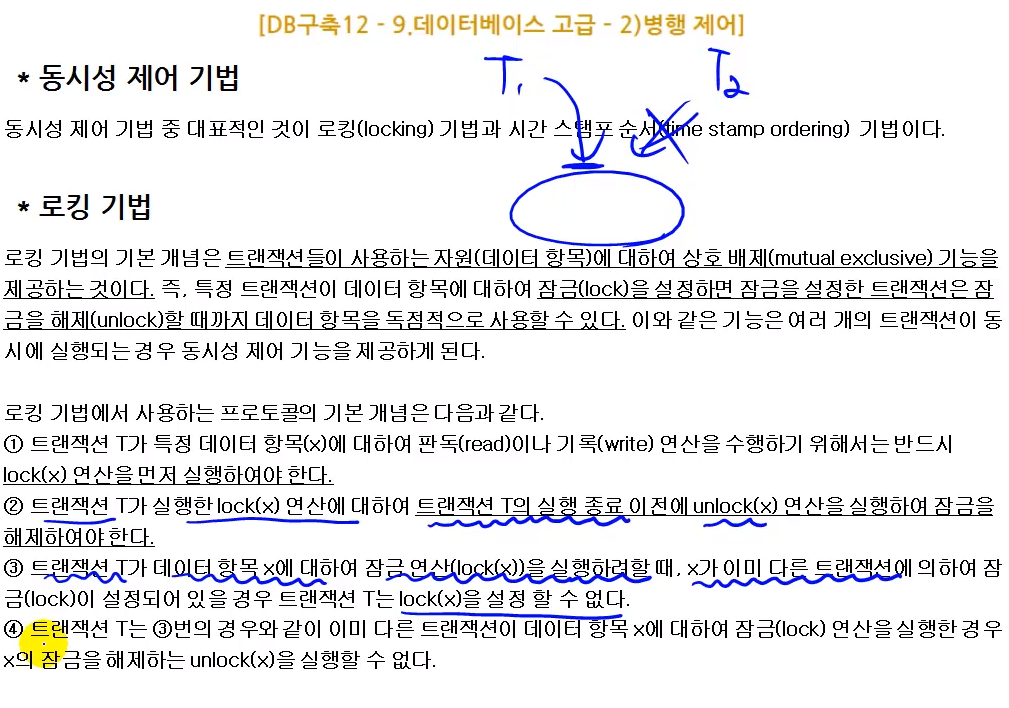 [DB구축12 - 9.데이터베이스 고급 - 2)병행 제어]
T1
T2
* 동시성 제어 기법
동시성 제어 기법 중 대표적인 것이 로킹(locking) 기법과 시간 스탬포 순서(time stamp ordering) 기법이다.
* 로킹 기법
로킹 기법의 기본 개념은 트랜잭션들이 사용하는 자원(데이터 항목)에 대하여 상호 배제(mutual exclusive) 기능을
제공하는 것이다. 즉, 특정 트랜잭션이 데이터 항목에 대하여 잠금(lock)을 설정하면 잠금을 설정한 트랜잭션은 잠
금을 해제(unlock)할 때까지 데이터 항목을 독점적으로 사용할 수 있다. 이와 같은 기능은 여러 개의 트랜잭션이 동
시에 실행되는 경우 동시성 제어 기능을 제공하게 된다.
로킹 기법에서 사용하는 프로토콜의 기본 개념은 다음과 같다.
① 트랜잭션 T가 특정 데이터 항목(x)에 대하여 판독(read)이나 기록(write) 연산을 수행하기 위해서는 반드시
lock(x) 연산을 먼저 실행하여야 한다.
② 트랜잭션 T가 실행한 lock(x) 연산에 대하여 트랜잭션 T의 실행 종료 이전에 unlock(x) 연산을 실행하여 잠금을
해제하여야 한다.
③ 트랜잭션 T가 데이터 항목 x에 대하여 잠금 연산(lock(x))을 실행하려할 때, x가 이미 다른 트랜잭션에 의하여 잠
금(lock)이 설정되어 있을 경우 트랜잭션 T는 lock(x)을 설정 할 수 없다.
④ 트랜잭션 T는 ③번의 경우와 같이 이미 다른 트랜잭션이 데이터 항목 x에 대하여 잠금(lock) 연산을 실행한 경우
x의 잠금을 해제하는 unlock(x)을 실행할 수 없다.